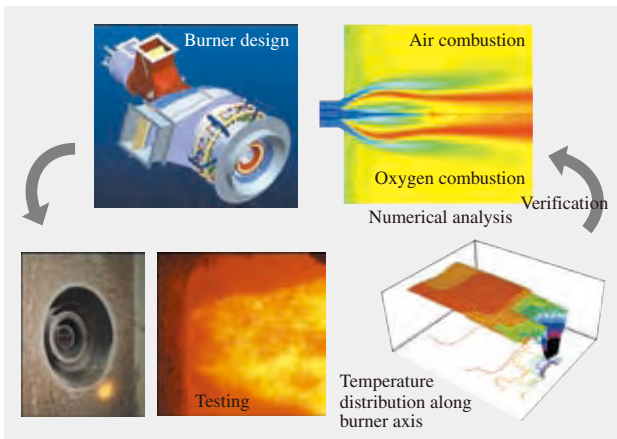 Burner design
Air combustion
Oxygen combustion
Numerical analysis
Verification
Testing
Temperature
distribution along
burner axis